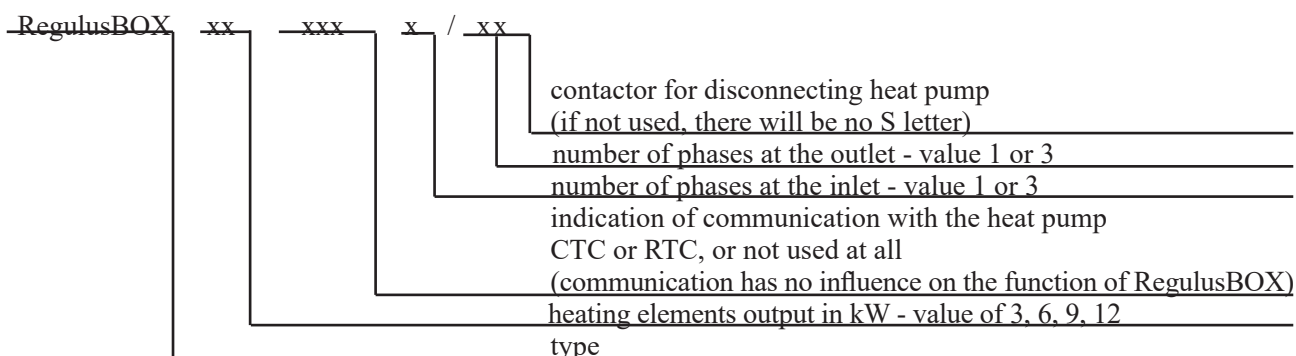 RegulusBOX xx xxx x / xx
contactor for disconnecting heat pump
(if not used, there will be no S letter)
number of phases at the outlet - value 1 or 3
number of phases at the inlet - value 1 or 3
indication of communication with the heat pump
CTC or RTC, or not used at all
(communication has no influence on the function of RegulusBOX)
heating elements output in kW - value of 3, 6, 9, 12
type